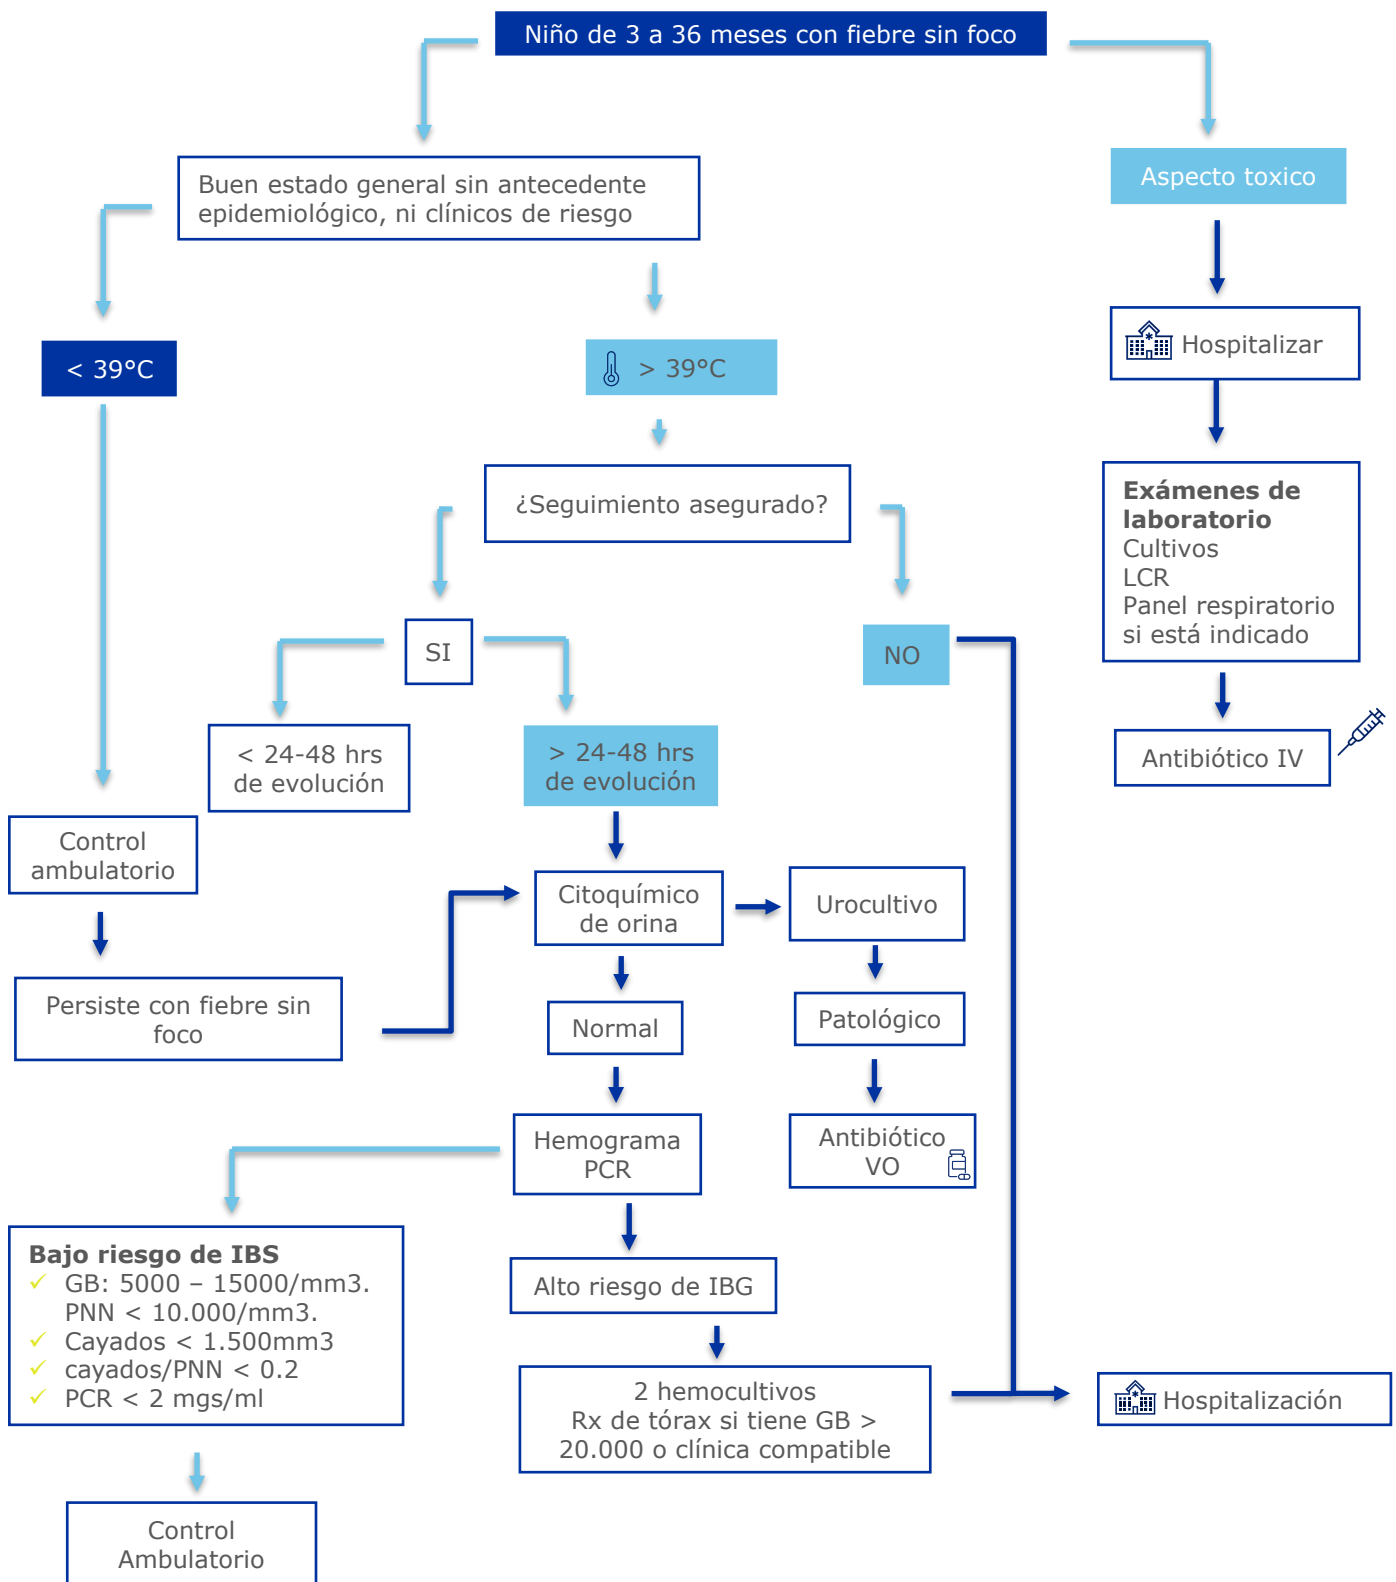 Niño de 3 a 36 meses con fiebre sin foco
Buen estado general sin antecedente
epidemiológico, ni clínicos de riesgo
Aspecto toxico
< 39°C
> 39°C
Hospitalizar
¿Seguimiento asegurado?
Exámenes de
laboratorio
Cultivos
LCR
Panel respiratorio
si está indicado
SI
NO
< 24-48 hrs
de evolución
> 24-48 hrs
de evolución
Antibiótico IV
Control
ambulatorio
Citoquímico
de orina
Urocultivo
Persiste con fiebre sin
foco
Normal
Patológico
Hemograma
PCR
Antibiótico
VO
Bajo riesgo de IBS
✓ GB: 5000 – 15000/mm3.
PNN < 10.000/mm3.
✓ Cayados < 1.500mm3
✓ cayados/PNN < 0.2
✓ PCR < 2 mgs/ml
Alto riesgo de IBG
2 hemocultivos
Rx de tórax si tiene GB >
20.000 o clínica compatible
Hospitalización
Control
Ambulatorio